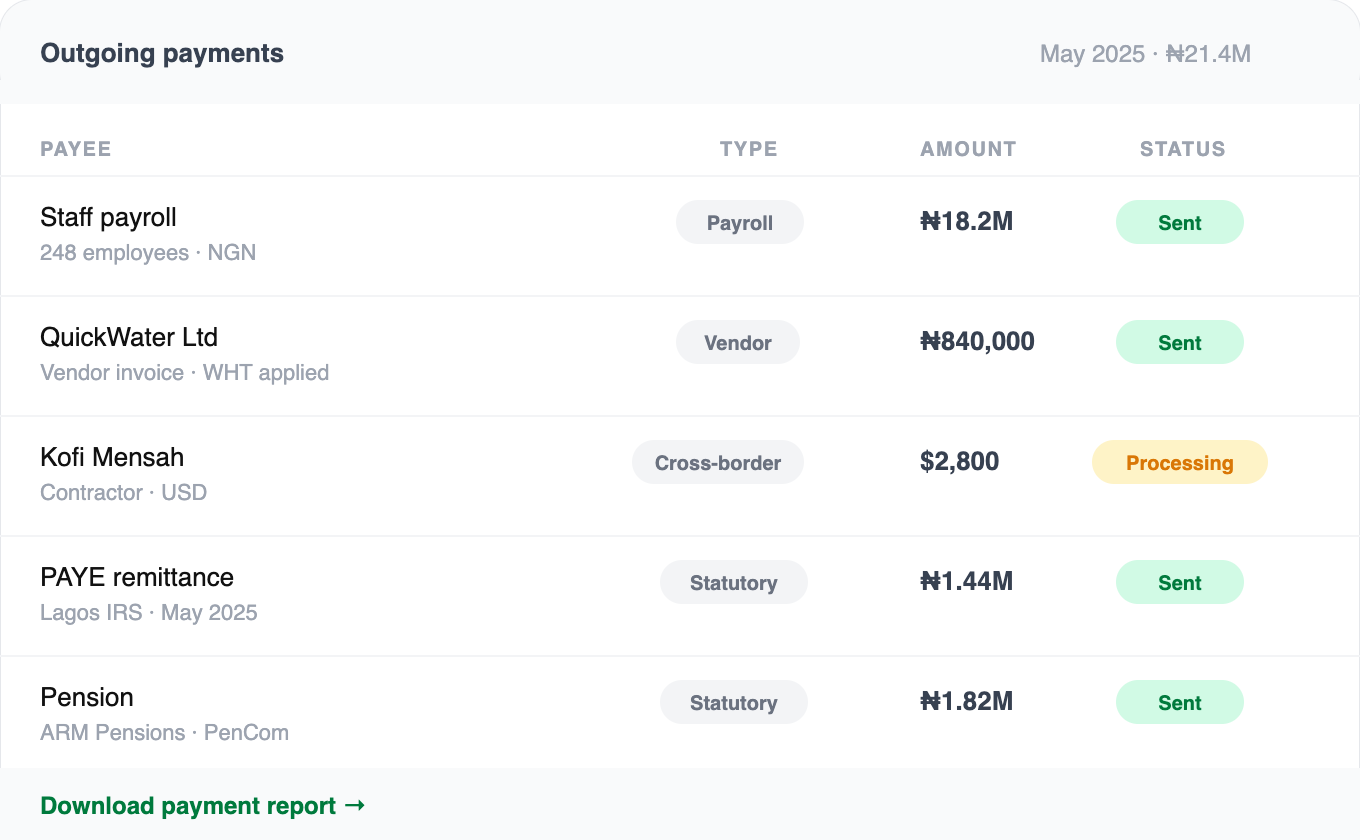 Outgoing payments
May 2025 · ₦21.4M
PAYEE TYPE AMOUNT STATUS
Staff payroll Payroll ₦18.2M Sent
248 employees · NGN
QuickWater Ltd Vendor ₦840,000 Sent
Vendor invoice · WHT applied
Kofi Mensah Cross-border $2,800 Processing
Contractor · USD
PAYE remittance Statutory ₦1.44M Sent
Lagos IRS · May 2025
Pension Statutory ₦1.82M Sent
ARM Pensions · PenCom
Download payment report →